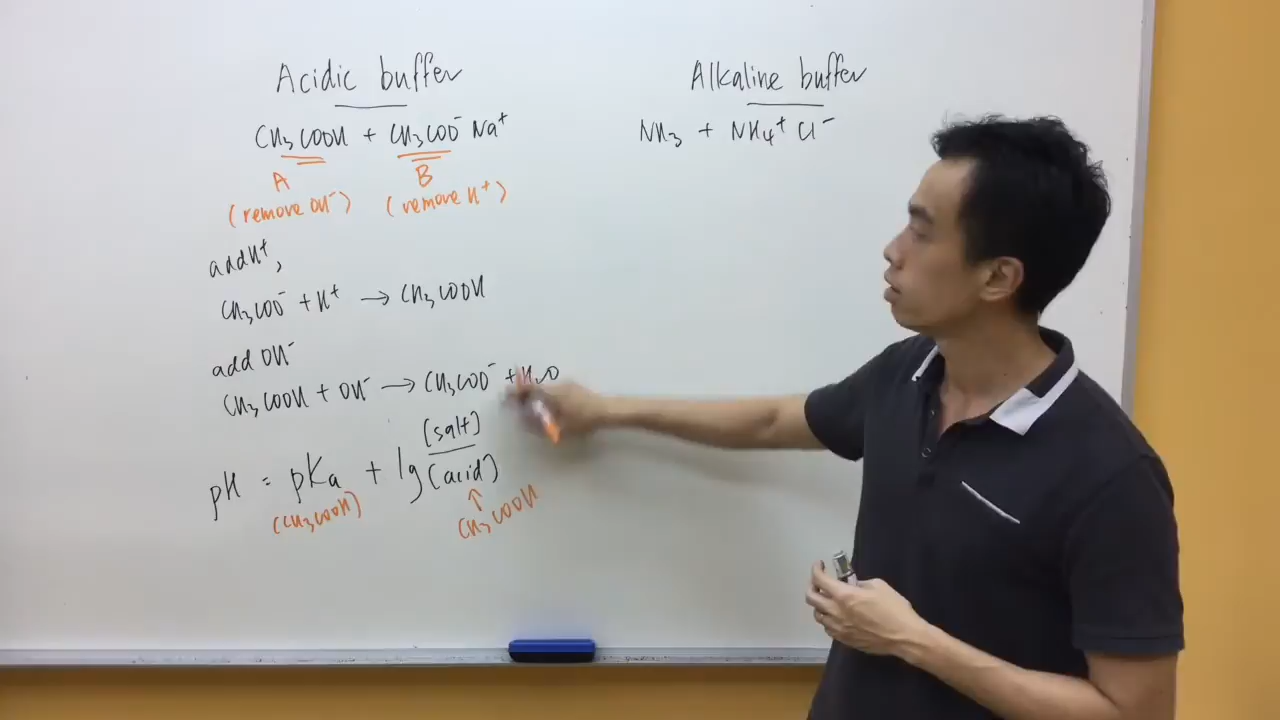 Acidic buffer
CH₃COOH + CH₃COO⁻ Na⁺
A B
(remove OH⁻) (remove H⁺)
add H⁺,
CH₃COO⁻ + H⁺ → CH₃COOH
add OH⁻
CH₃COOH + OH⁻ → CH₃COO⁻ + H₂O
pH = pKa + lg [salt]/[acid]
(CH₃COOH) ↑
CH₃COOH
Alkaline buffer
NH₃ + NH₄⁺ Cl⁻